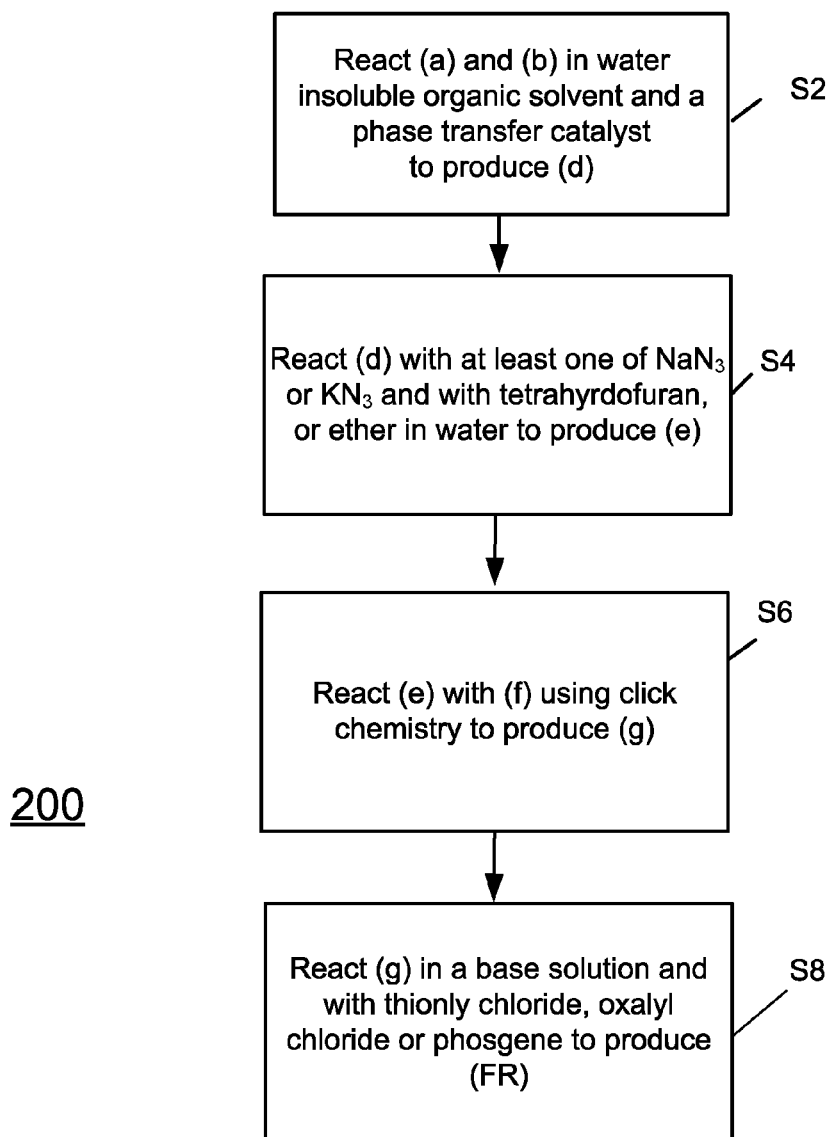 React (a) and (b) in water
insoluble organic solvent and a
phase transfer catalyst
to produce (d)
S2
React (d) with at least one of NaN₃
or KN₃ and with tetrahyrdofuran,
or ether in water to produce (e)
S4
React (e) with (f) using click
chemistry to produce (g)
S6
200
React (g) in a base solution and
with thionly chloride, oxalyl
chloride or phosgene to produce
(FR)
S8